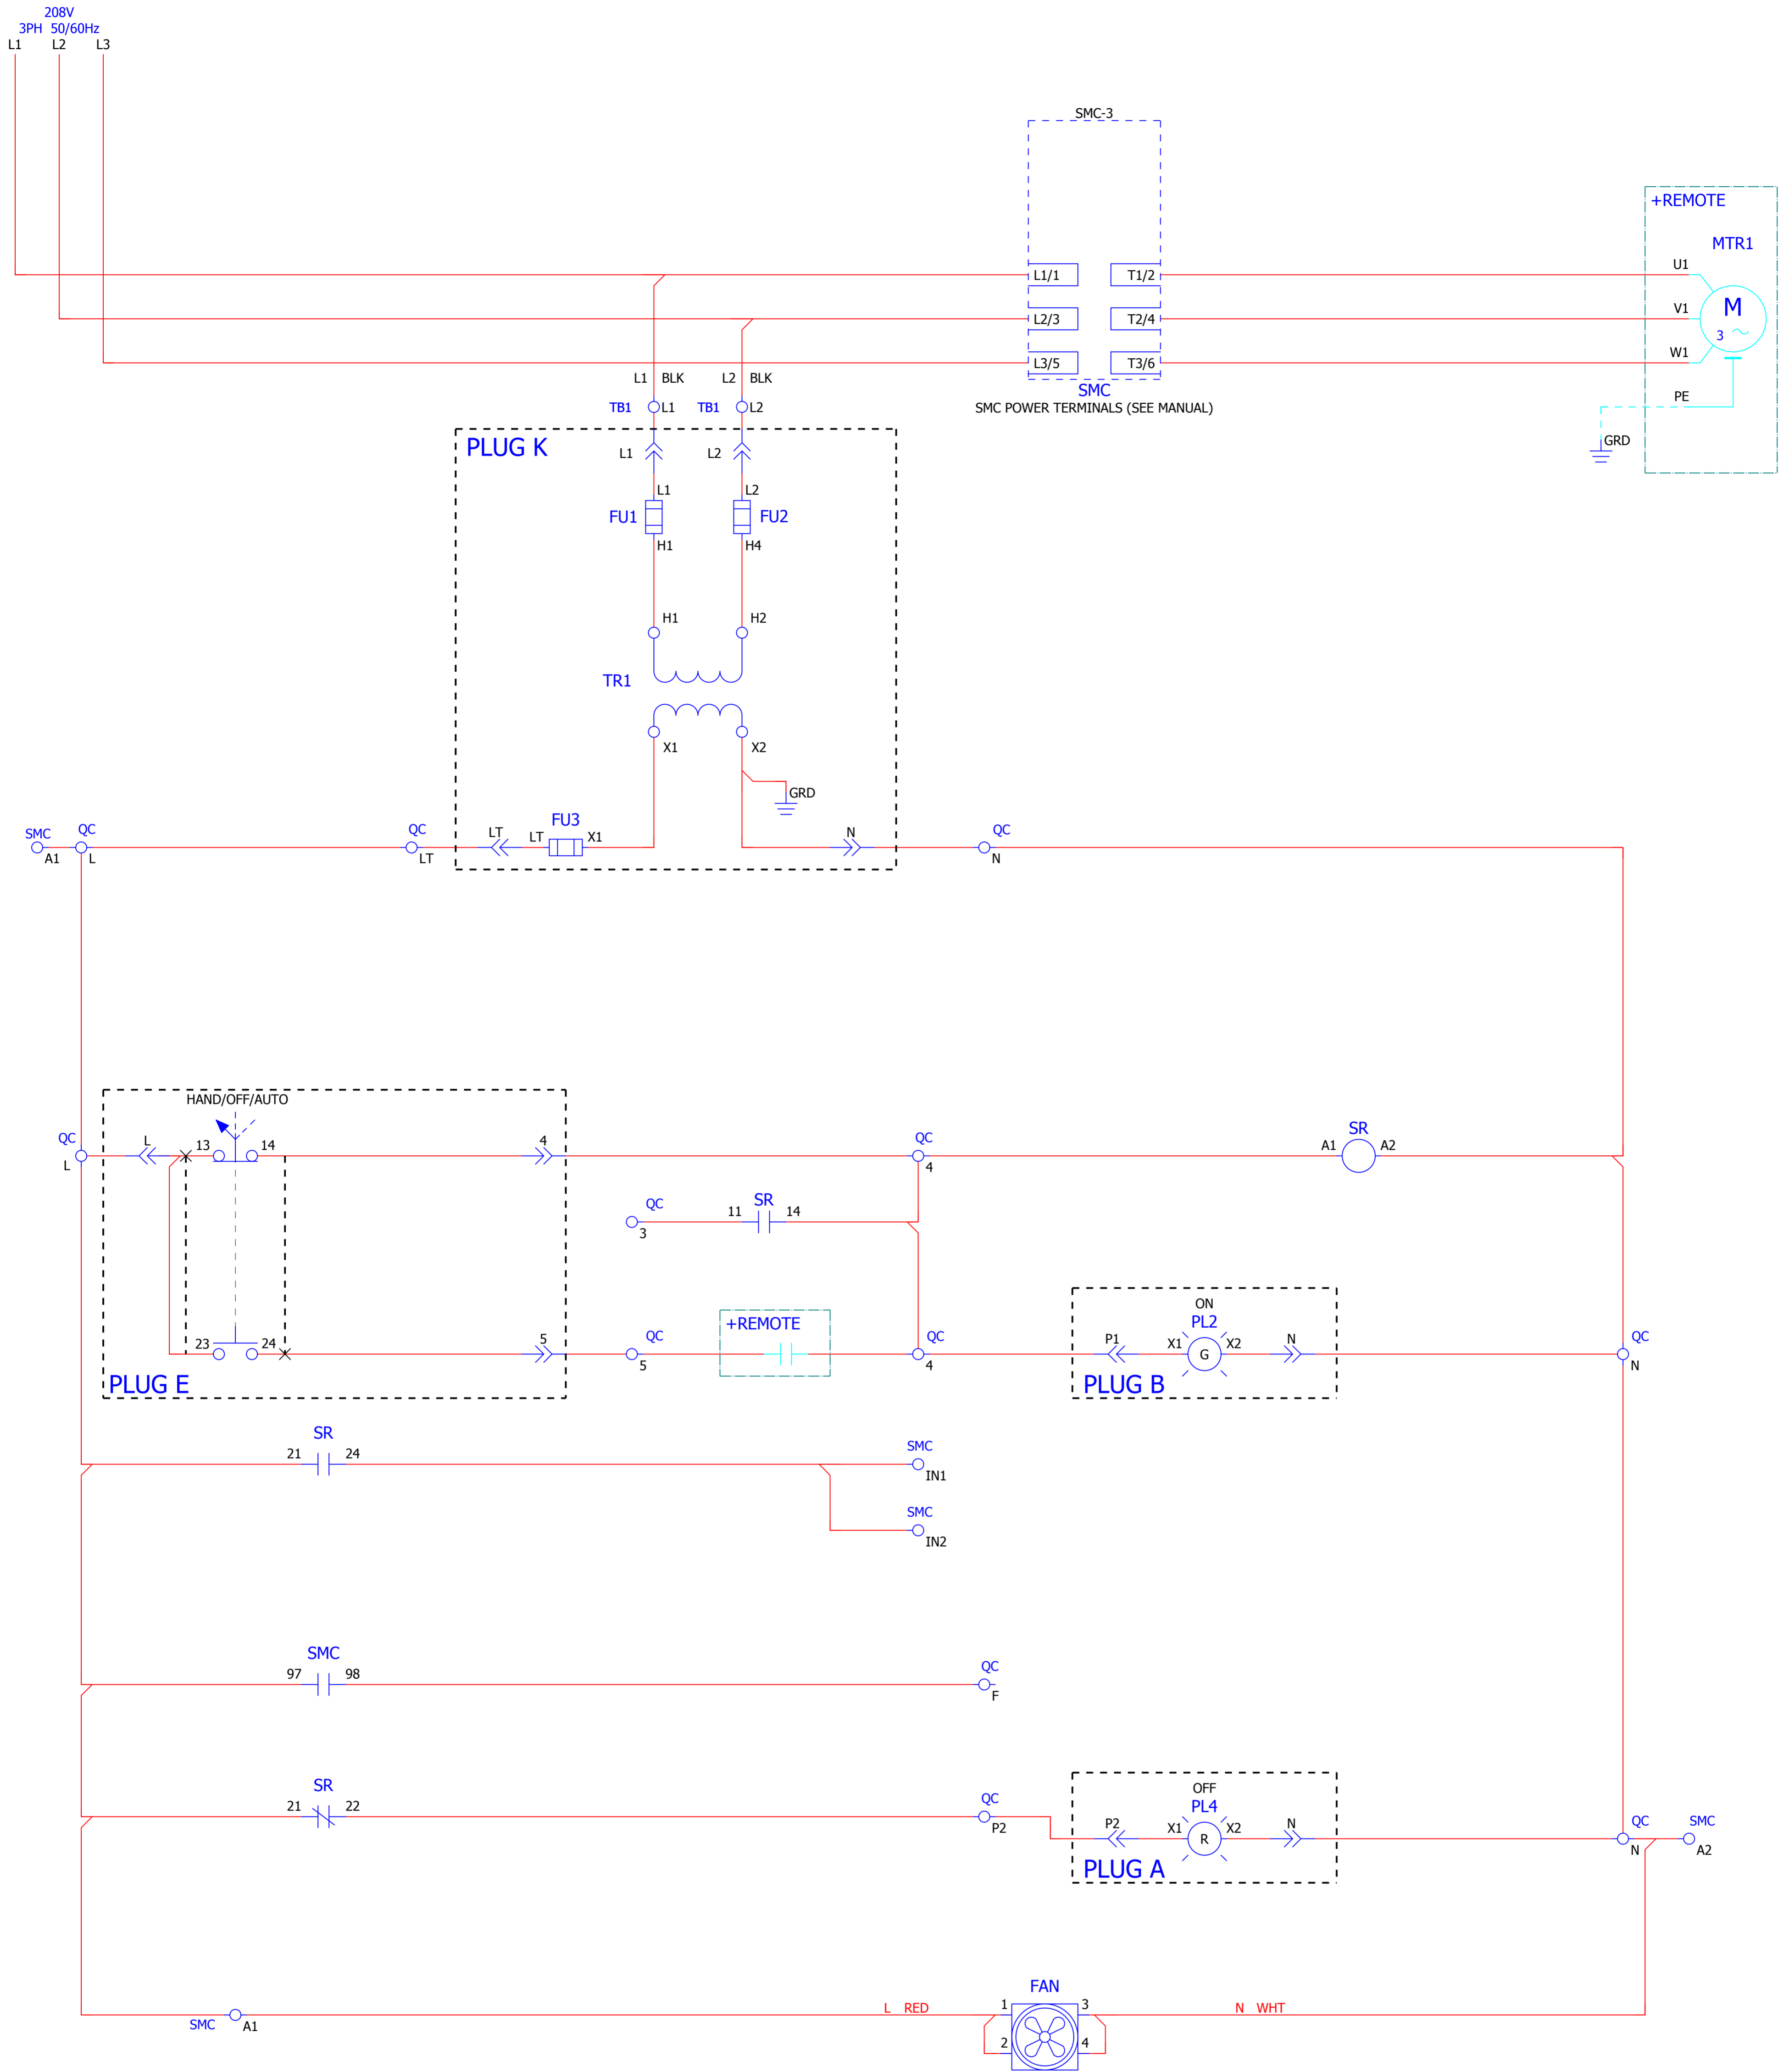 208V
3PH 50/60Hz
L1 L2 L3
SMC-3
+REMOTE
MTR1
U1
L1/1 T1/2
M
3
V1
L2/3 T2/4
W1
L3/5 T3/6
SMC
SMC POWER TERMINALS (SEE MANUAL)
PE
GRD
L1 BLK L2 BLK
TB1 L1 TB1 L2
PLUG K
L1 L2
L1 L2
FU1 FU2
H1 H4
H1 H2
TR1
X1 X2
GRD
SMC QC QC LT LT FU3 X1 N QC
A1 L LT N
HAND/OFF/AUTO
QC L 13 14 4 QC A1 SR A2
L 4
QC 11 SR 14
3
+REMOTE
ON
PL2
23 24 5 QC QC P1 X1 G X2 N QC
5 4 N
PLUG E PLUG B
SR
21 24 SMC
IN1
SMC
IN2
SMC
97 98 QC
F
SR
21 22 QC
P2
OFF
PL4
P2 X1 R X2 N QC SMC
N A2
PLUG A
FAN
L RED 1 3 N WHT
SMC A1
2 4